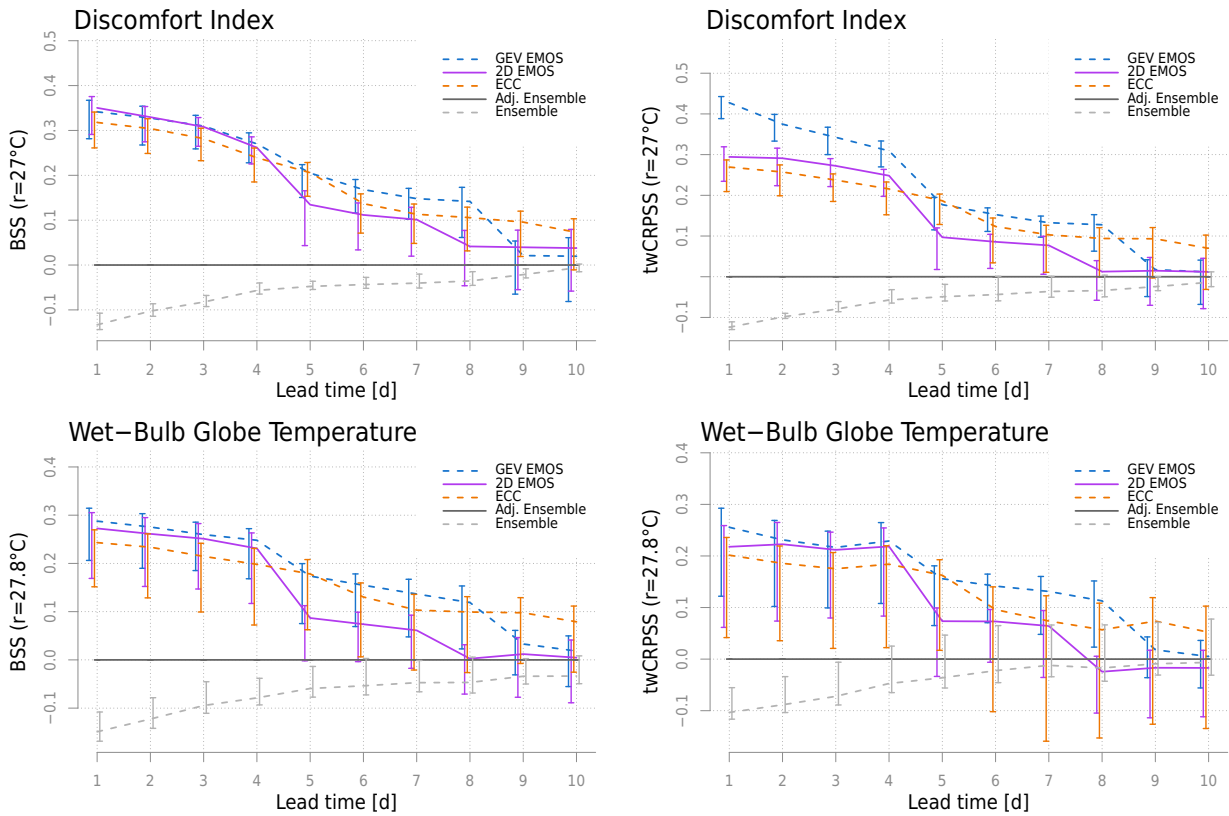 Discomfort Index
BSS (r=27°C)
0.5
0.4
0.3
0.2
0.1
0.0
−0.1
GEV EMOS
2D EMOS
ECC
Adj. Ensemble
Ensemble
1 2 3 4 5 6 7 8 9 10
Lead time [d]
Discomfort Index
twCRPSS (r=27°C)
0.5
0.4
0.3
0.1
−0.1
GEV EMOS
2D EMOS
ECC
Adj. Ensemble
Ensemble
1 2 3 4 5 6 7 8 9 10
Lead time [d]
Wet−Bulb Globe Temperature
BSS (r=27.8°C)
0.4
0.3
0.2
0.1
0.0
−0.1
GEV EMOS
2D EMOS
ECC
Adj. Ensemble
Ensemble
1 2 3 4 5 6 7 8 9 10
Lead time [d]
Wet−Bulb Globe Temperature
twCRPSS (r=27.8°C)
0.4
0.3
0.2
0.1
0.0
−0.1
GEV EMOS
2D EMOS
ECC
Adj. Ensemble
Ensemble
1 2 3 4 5 6 7 8 9 10
Lead time [d]